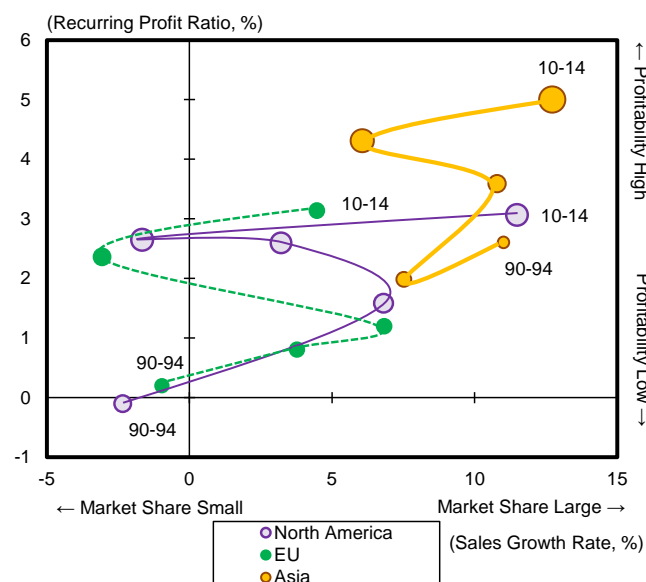 (Recurring Profit Ratio, %)
6
5
4
3
2
1
0
-1
10-14
10-14
10-14
90-94
90-94
90-94
← Profitability High
Profitability Low →
-5
0
5
10
15
← Market Share Small
Market Share Large →
(Sales Growth Rate, %)
North America
EU
Asia